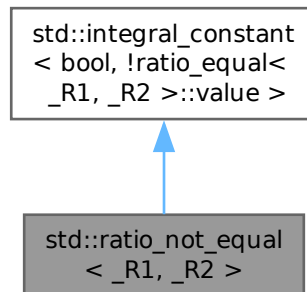 std::integral_constant
< bool, !ratio_equal<
_R1, _R2 >::value >
std::ratio_not_equal
< _R1, _R2 >